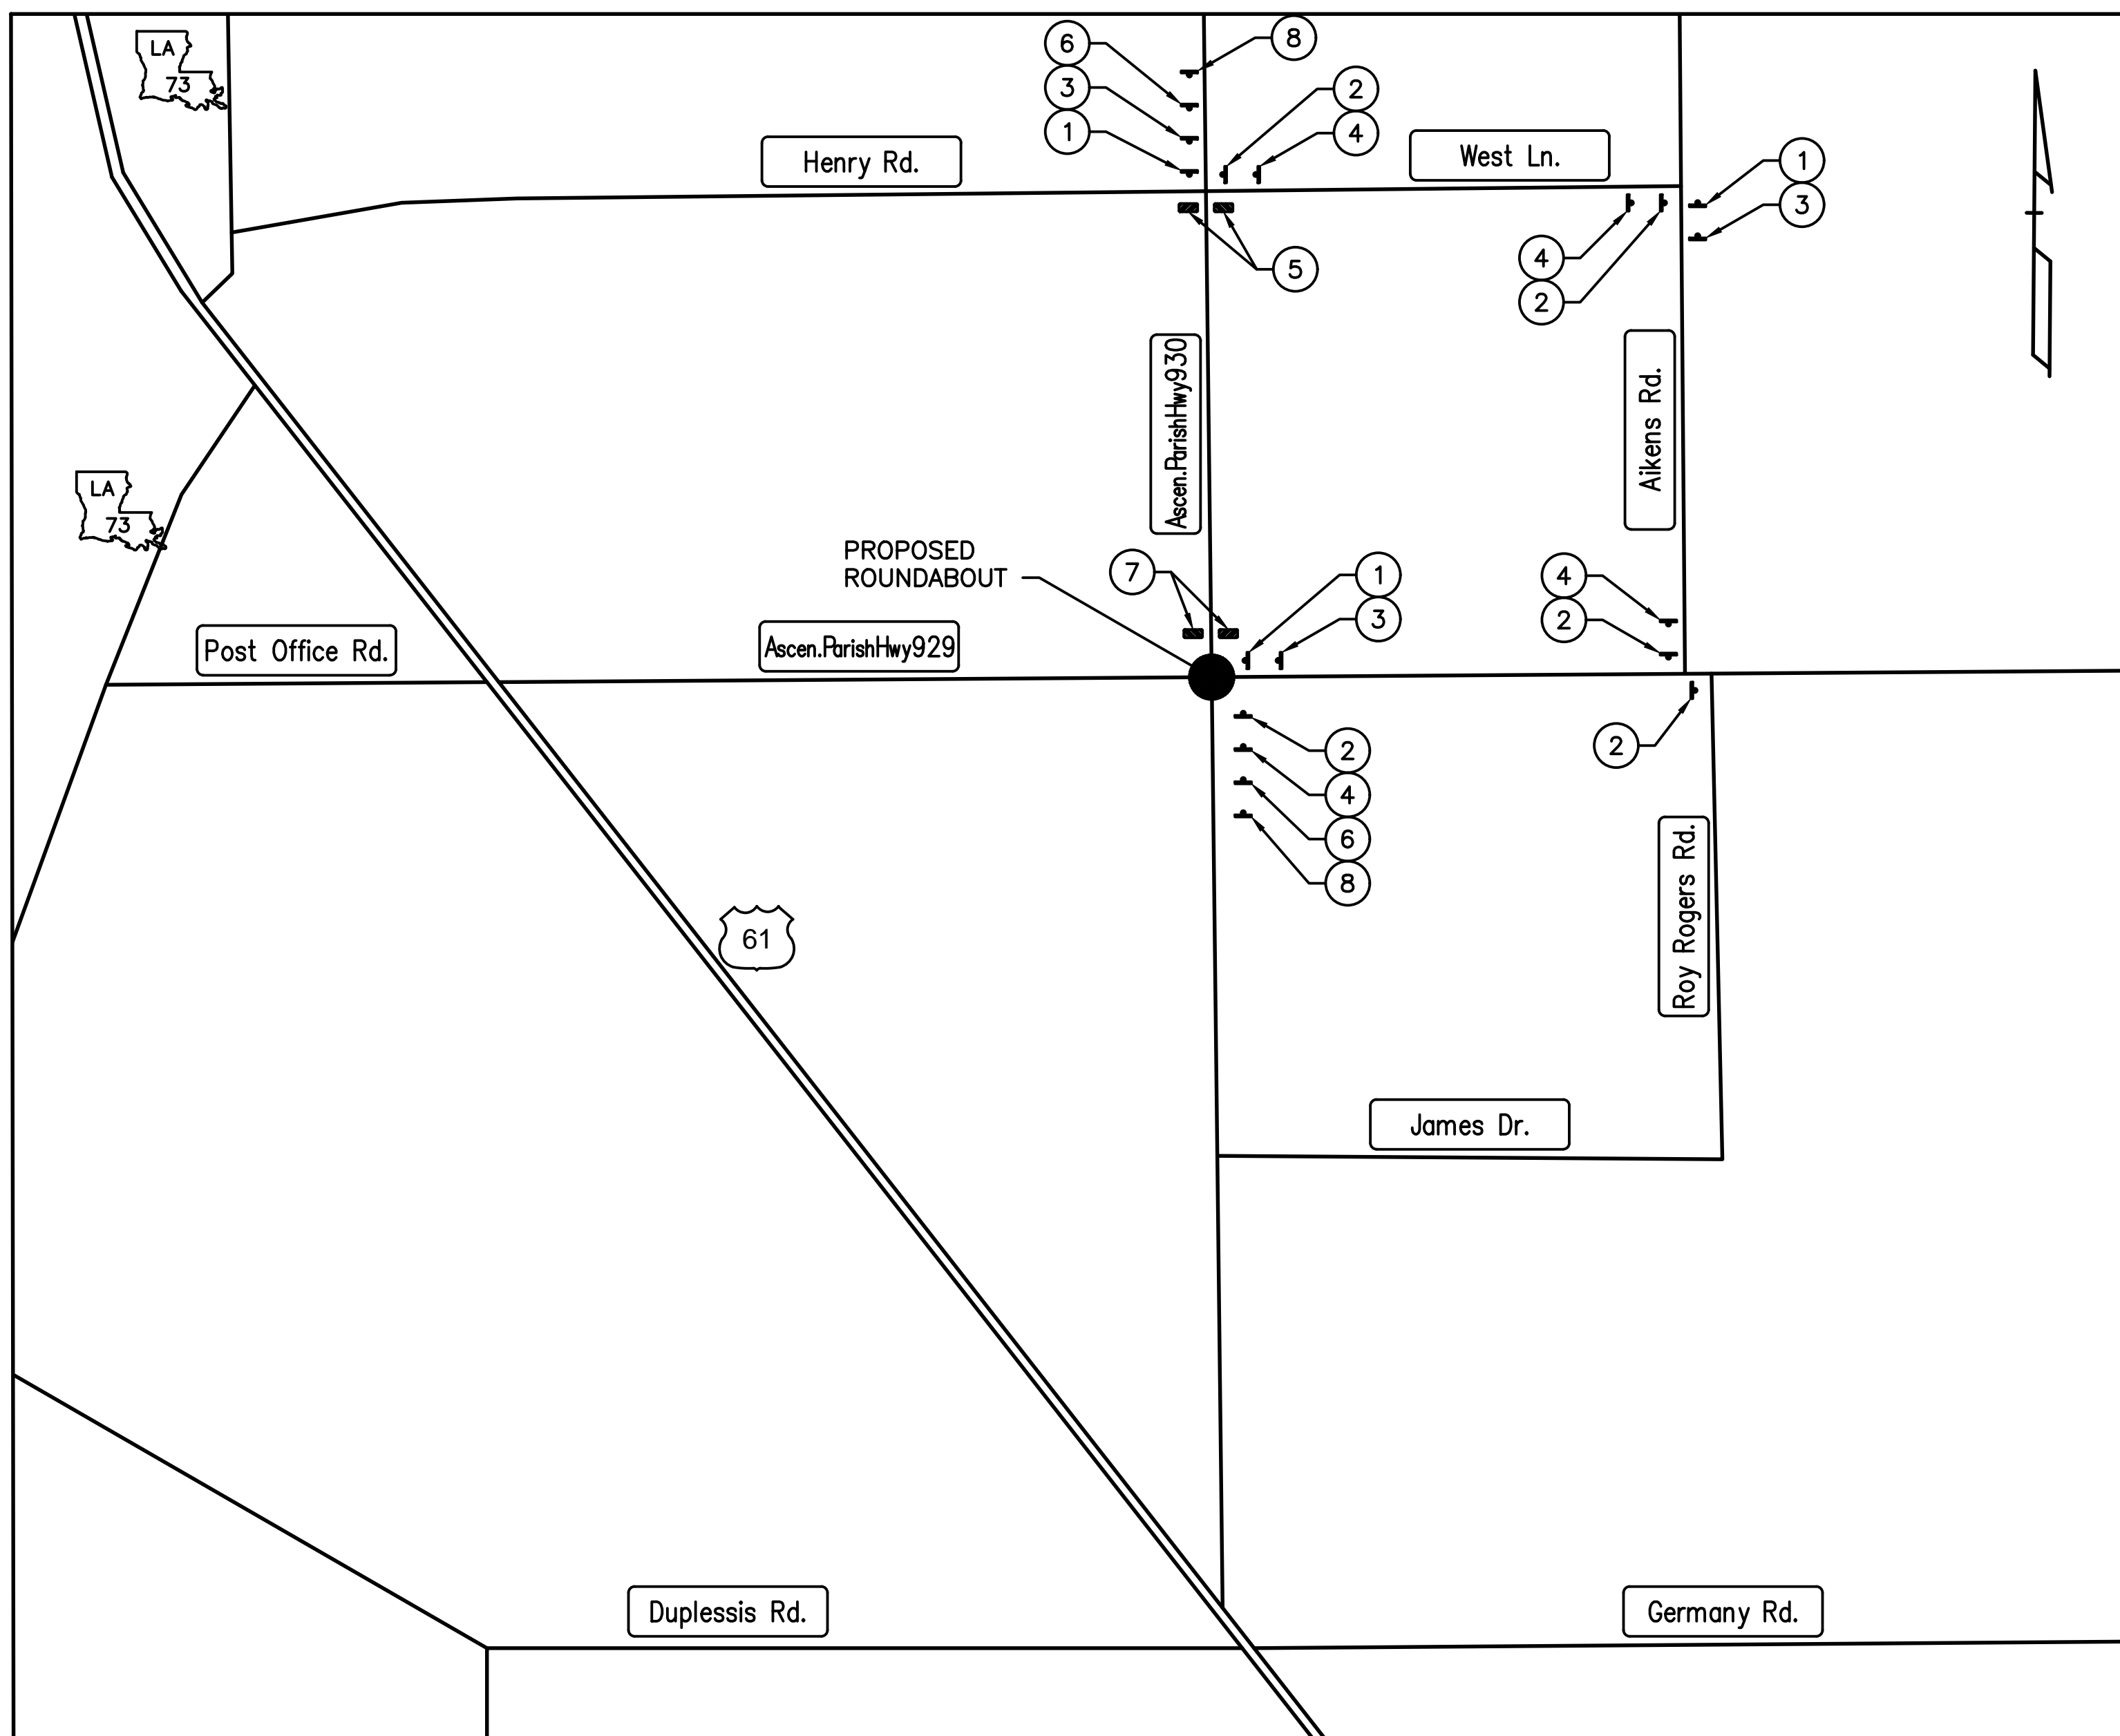 LA
73
6
8
3
2
1
4
Henry Rd.
West Ln.
1
3
5
4
2
Ascen.ParishHwy930
Aikens Rd.
LA
73
PROPOSED
ROUNDABOUT
7
1
3
4
2
Post Office Rd.
Ascen.ParishHwy929
2
2
4
6
8
Roy Rogers Rd.
61
James Dr.
Duplessis Rd.
Germany Rd.